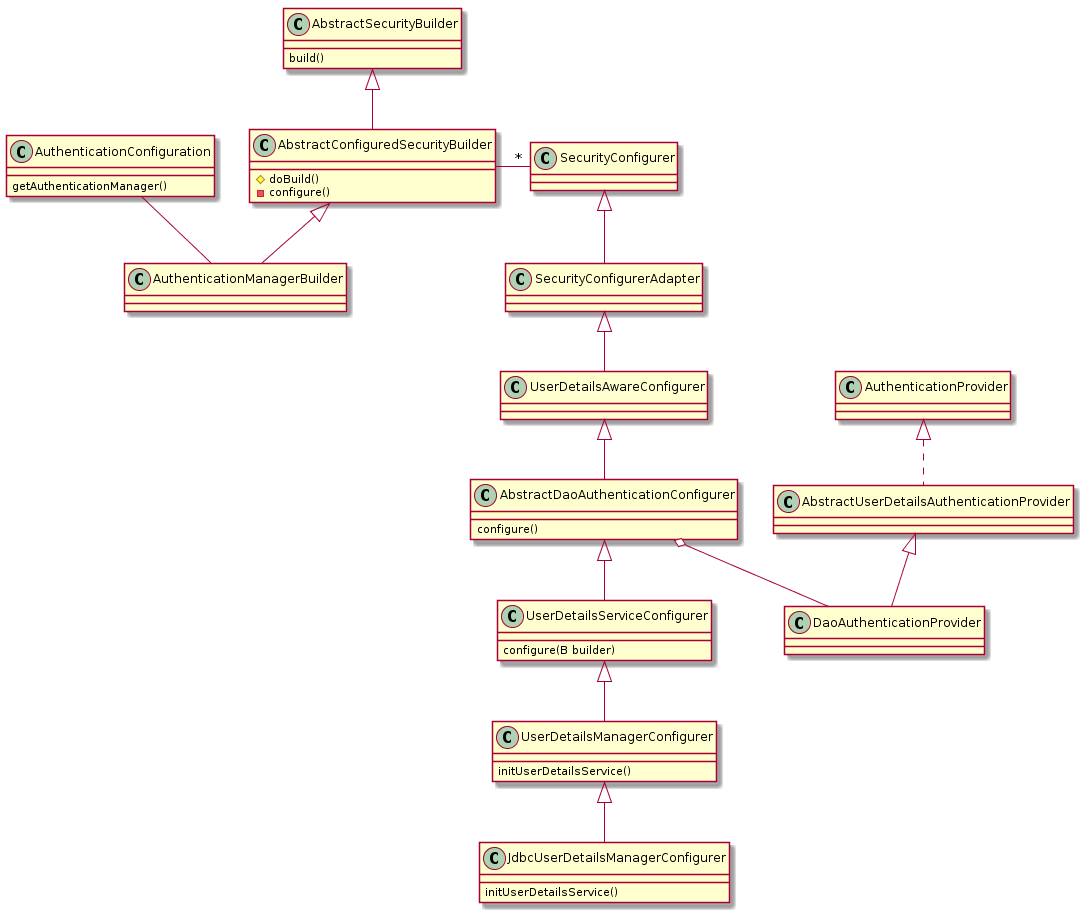 C AbstractSecurityBuilder
build()
C AuthenticationConfiguration
getAuthenticationManager()
C AbstractConfiguredSecurityBuilder
doBuild()
configure()
*
C SecurityConfigurer
C AuthenticationManagerBuilder
C SecurityConfigurerAdapter
C UserDetailsAwareConfigurer
C AuthenticationProvider
C AbstractDaoAuthenticationConfigurer
configure()
C AbstractUserDetailsAuthenticationProvider
C UserDetailsServiceConfigurer
configure(B builder)
C DaoAuthenticationProvider
C UserDetailsManagerConfigurer
initUserDetailsService()
C JdbcUserDetailsManagerConfigurer
initUserDetailsService()